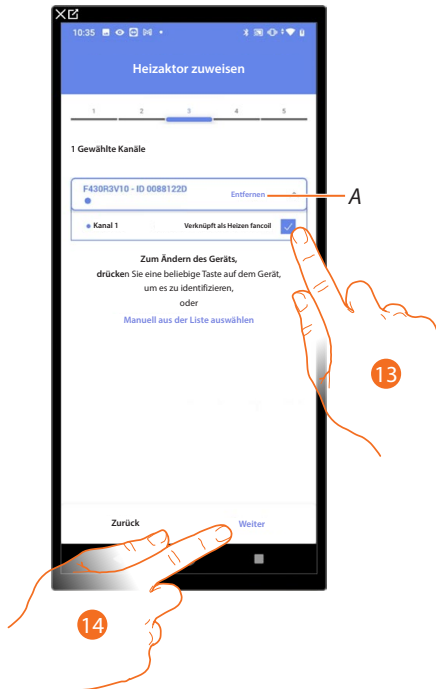 10:35
Heizaktor zuweisen
1 2 3 4 5
1 Gewählte Kanäle
F430R3V10 - ID 0088122D
Entfernen
A
Kanal 1 Verknüpft als Heizen fancoil
Zum Ändern des Geräts,
drücken Sie eine beliebige Taste auf dem Gerät,
um es zu identifizieren,
oder
Manuell aus der Liste auswählen
13
Zurück Weiter
14